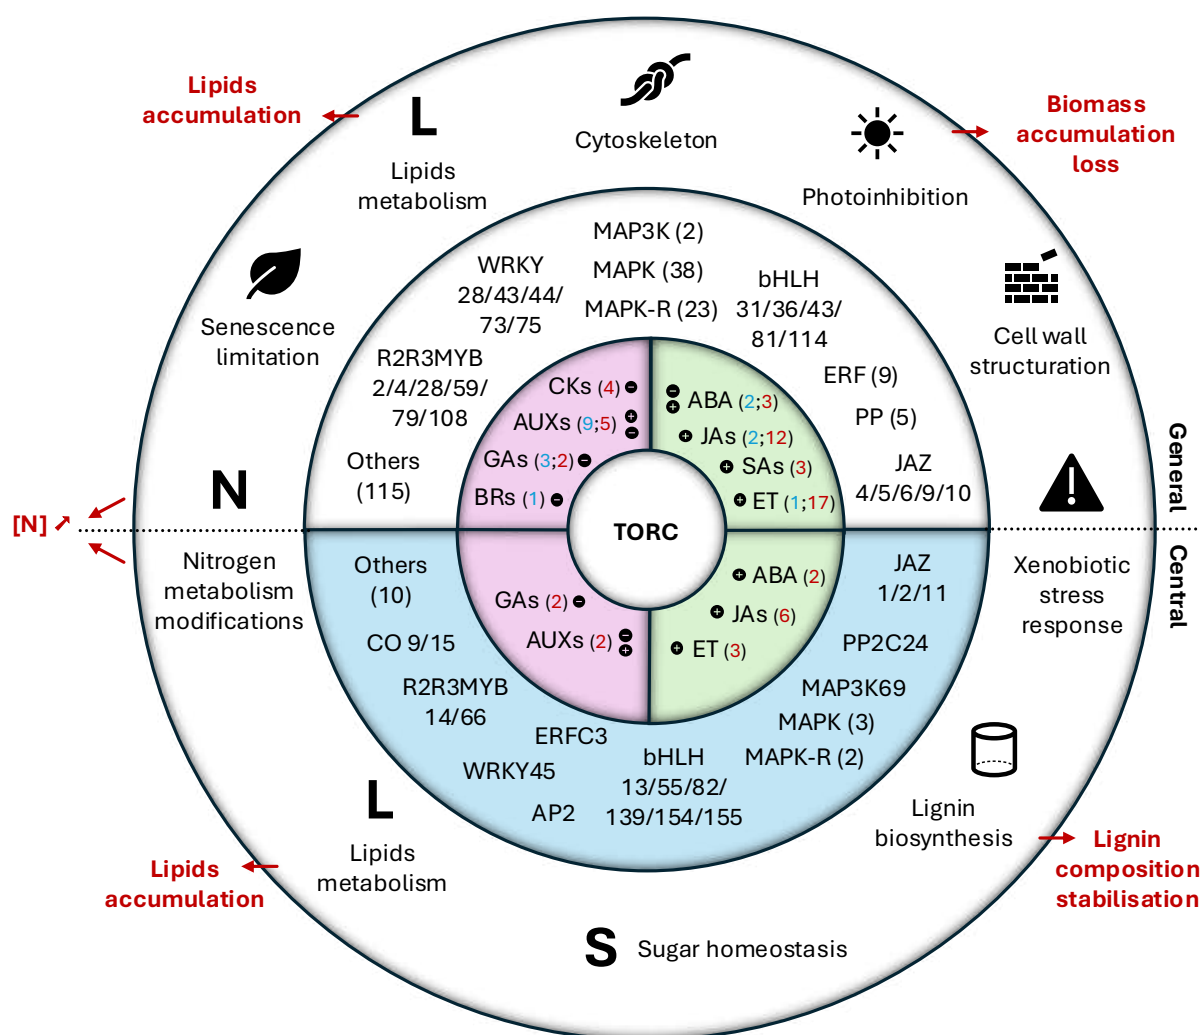 Lipids
accumulation
L
Lipids
metabolism
Cytoskeleton
Photoinhibition
Biomass
accumulation
loss
Senescence
limitation
Cell wall
structuration
MAP3K (2)
MAPK (38)
MAPK-R (23)
WRKY
28/43/44/
73/75
bHLH
31/36/43/
81/114
R2R3MYB
2/4/28/59/
79/108
ERF (9)
PP (5)
Others
(115)
JAZ
4/5/6/9/10
CKs (4)
AUXs (9;5)
GAs (3;2)
BRs (1)
ABA (2;3)
JAs (2;12)
SAs (3)
ET (1;17)
N
[N]
General
TORC
Central
Nitrogen
metabolism
modifications
Xenobiotic
stress
response
Others
(10)
CO 9/15
R2R3MYB
14/66
ERFC3
WRKY45
AP2
bHLH
13/55/82/
139/154/155
GAs (2)
AUXs (2)
ABA (2)
JAs (6)
ET (3)
JAZ
1/2/11
PP2C24
MAP3K69
MAPK (3)
MAPK-R (2)
L
Lipids
metabolism
Lipids
accumulation
Lignin
biosynthesis
Lignin
composition
stabilisation
S Sugar homeostasis